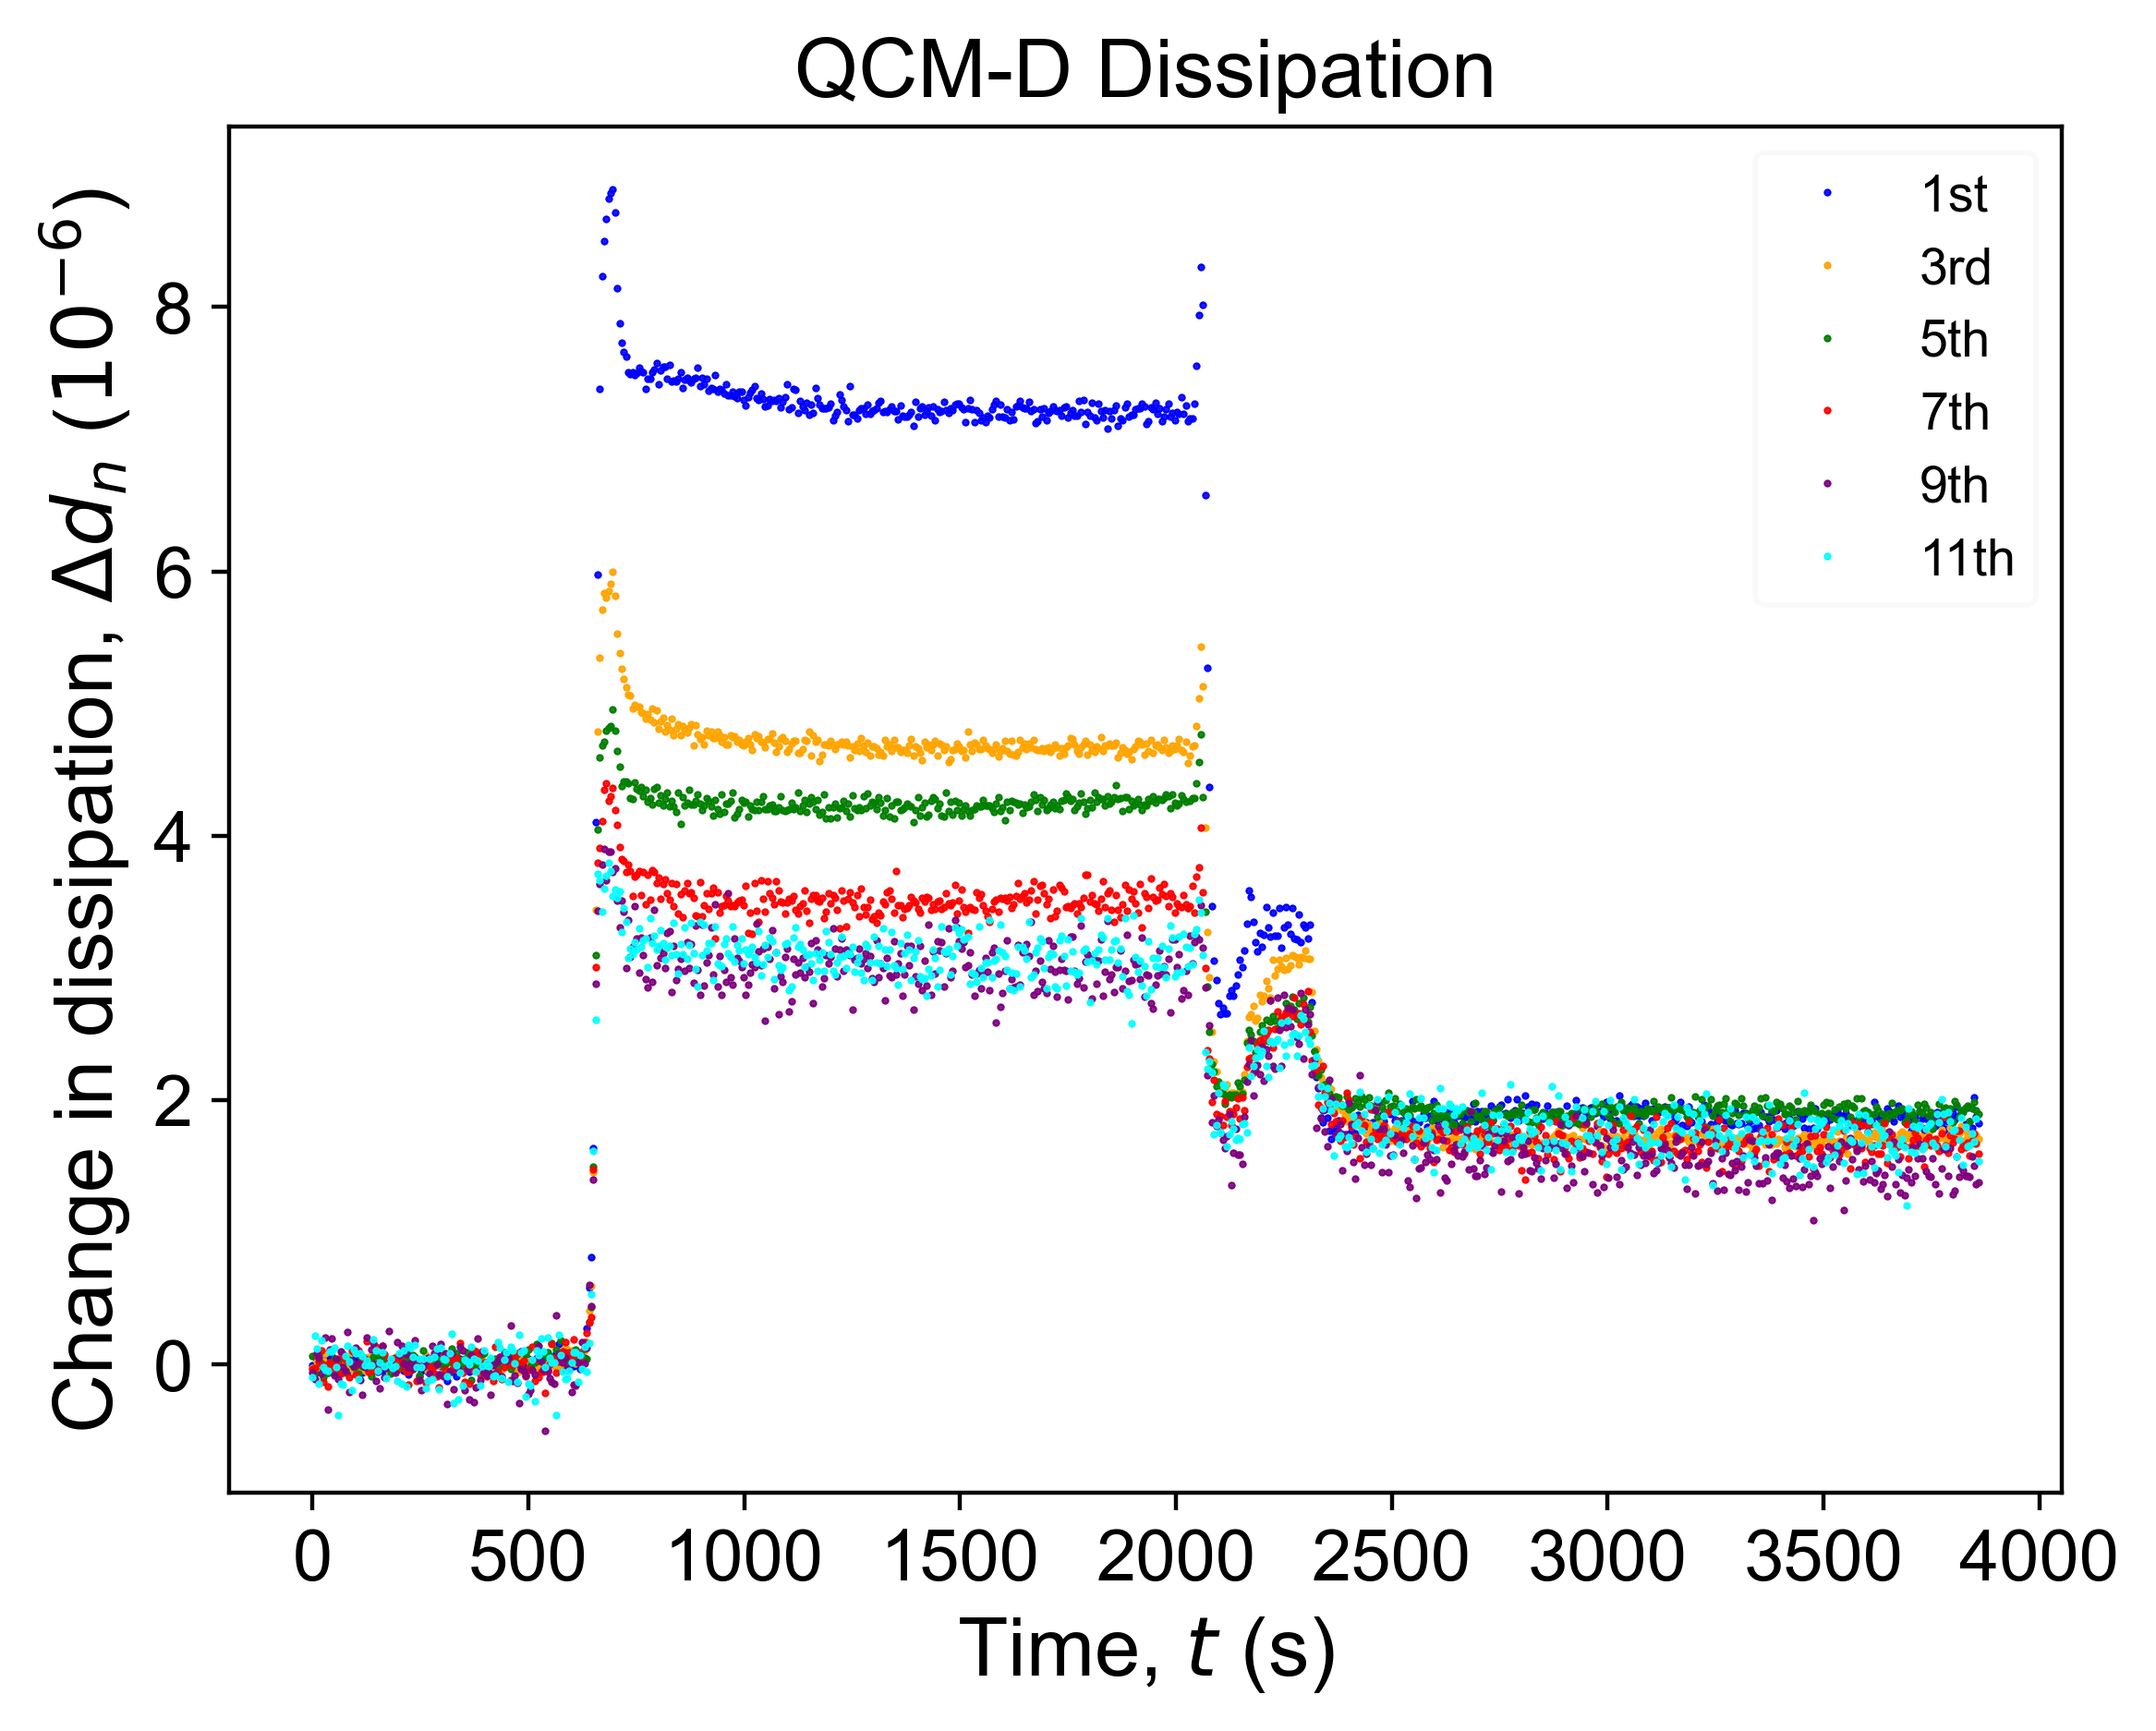 QCM-D Dissipation
Change in dissipation, Δdₙ (10⁻⁶)
8
6
4
2
0
1st
3rd
5th
7th
9th
11th
0 500 1000 1500 2000 2500 3000 3500 4000
Time, t (s)